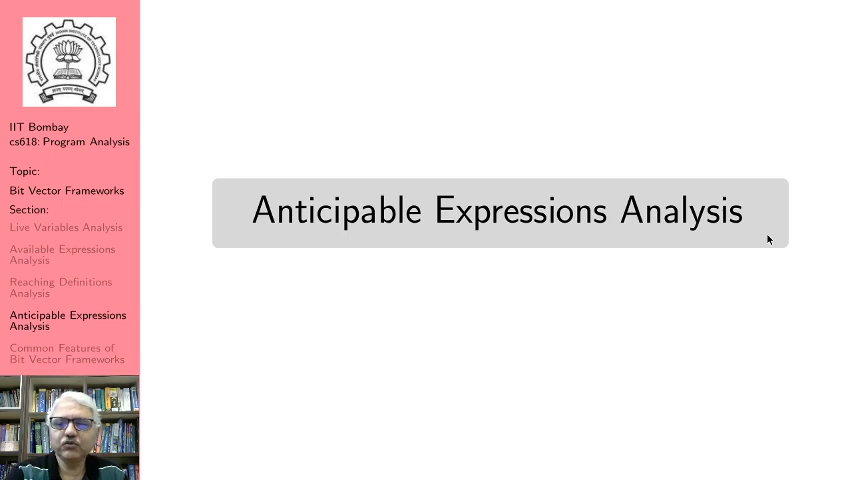 IIT Bombay
cs618: Program Analysis
Topic:
Bit Vector Frameworks
Section:
Live Variables Analysis
Available Expressions
Analysis
Reaching Definitions
Analysis
Anticipable Expressions
Analysis
Common Features of
Bit Vector Frameworks
Anticipable Expressions Analysis